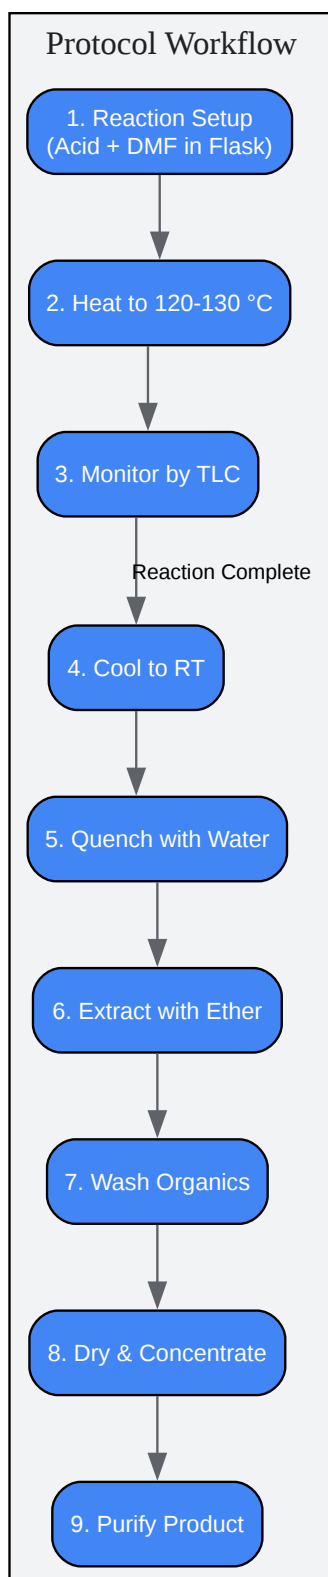 Protocol Workflow
1. Reaction Setup
(Acid + DMF in Flask)
2. Heat to 120-130 °C
3. Monitor by TLC
Reaction Complete
4. Cool to RT
5. Quench with Water
6. Extract with Ether
7. Wash Organics
8. Dry & Concentrate
9. Purify Product